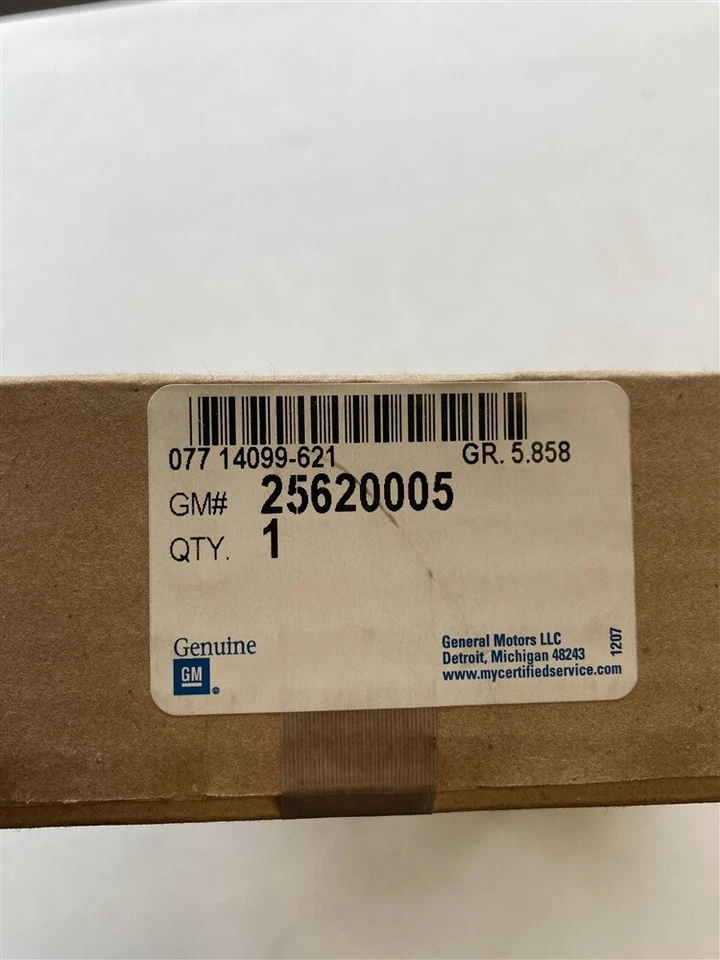 077 14099-621 GR. 5.858
GM# 25620005
QTY. 1
Genuine
GM
General Motors LLC
Detroit, Michigan 48243
www.mycertifiedservice.com
1207